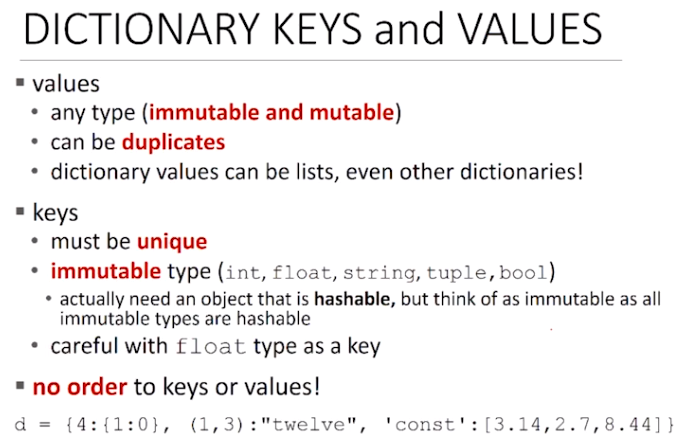 DICTIONARY KEYS and VALUES
▪ values
• any type (immutable and mutable)
• can be duplicates
• dictionary values can be lists, even other dictionaries!
▪ keys
• must be unique
• immutable type (int, float, string, tuple, bool)
• actually need an object that is hashable, but think of as immutable as all
immutable types are hashable
• careful with float type as a key
▪ no order to keys or values!
d = {4:{1:0}, (1,3):"twelve", 'const':[3.14,2.7,8.44]}